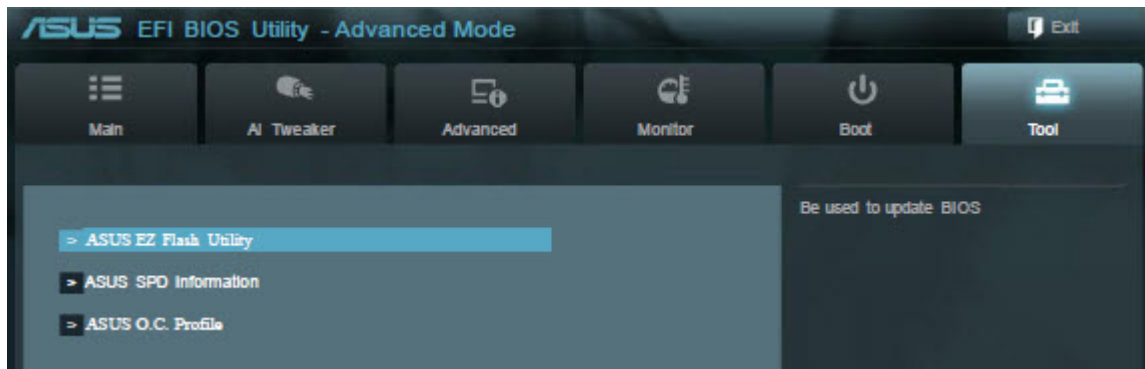 ASUS EFI BIOS Utility - Advanced Mode
Exit
Main
Ai Tweaker
Advanced
Monitor
Boot
Tool
Be used to update BIOS
> ASUS EZ Flash Utility
> ASUS SPD Information
> ASUS O.C. Profile